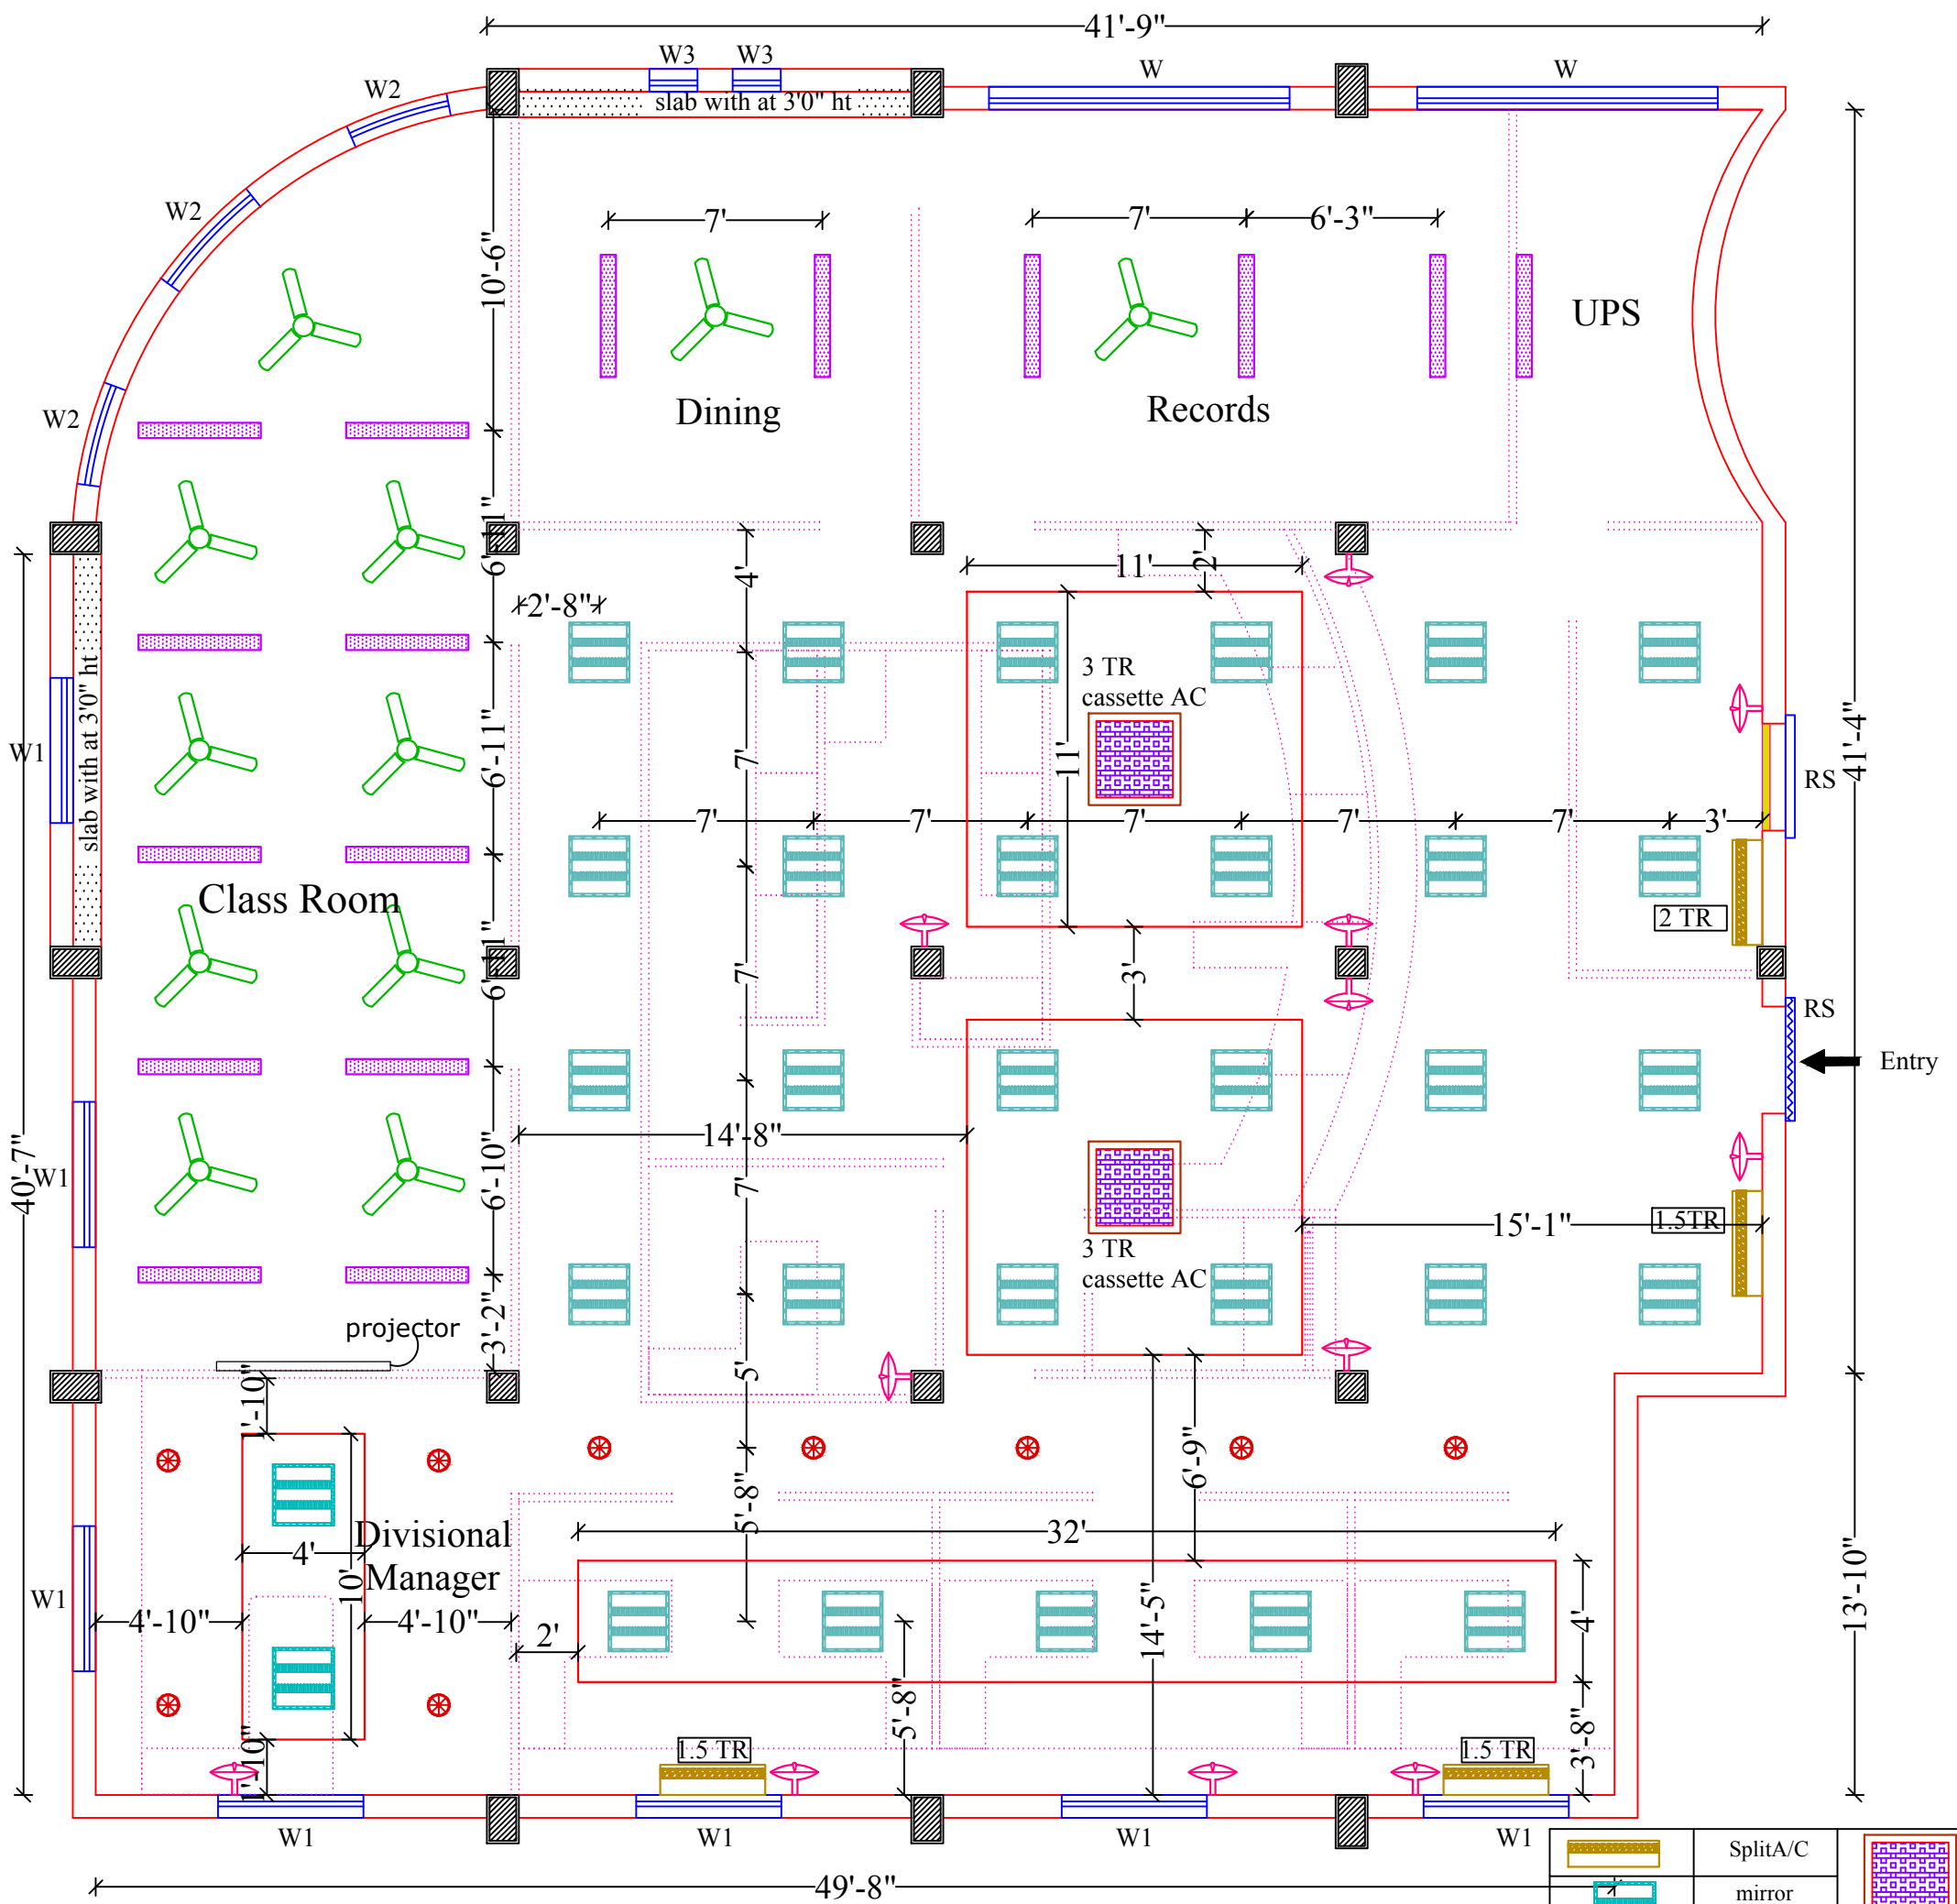 41'-9"
W3
W3
W
W
W2
slab with at 3'0" ht
W2
7'
7'
6'-3"
10'-6"
UPS
W2
Dining
Records
6'-11"
4'
11'
2'
2'-8"
3 TR
cassette AC
W1
slab with at 3'0" ht
6'-11"
7'
11'
RS
41'-4"
7'
7'
7'
7'
7'
3'
Class Room
2 TR
6'-11"
7'
3'
RS
Entry
14'-8"
40'-7"
W1
6'-10"
7'
15'-1"
1.5TR
3 TR
cassette AC
projector
3'-2"
5'
1'-10"
6'-9"
5'-8"
32'
Divisional
Manager
4'
10'
W1
4'-10"
4'-10"
2'
14'-5"
4'
13'-10"
5'-8"
3'-8"
1'-10"
1.5 TR
1.5 TR
W1
W1
W1
W1
SplitA/C
mirror
49'-8"